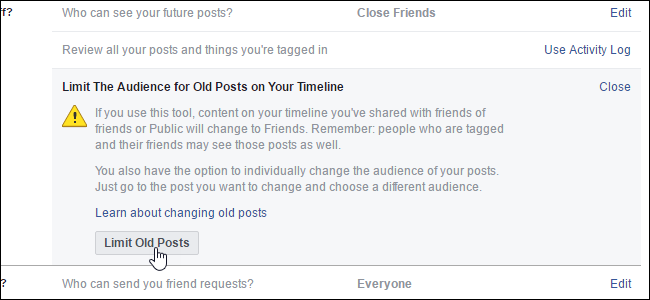 ff? Who can see your future posts? Close Friends Edit
Review all your posts and things you're tagged in Use Activity Log
Limit The Audience for Old Posts on Your Timeline Close
If you use this tool, content on your timeline you've shared with friends of
friends or Public will change to Friends. Remember: people who are tagged
and their friends may see those posts as well.
You also have the option to individually change the audience of your posts.
Just go to the post you want to change and choose a different audience.
Learn about changing old posts
Limit Old Posts
? Who can send you friend requests? Everyone Edit